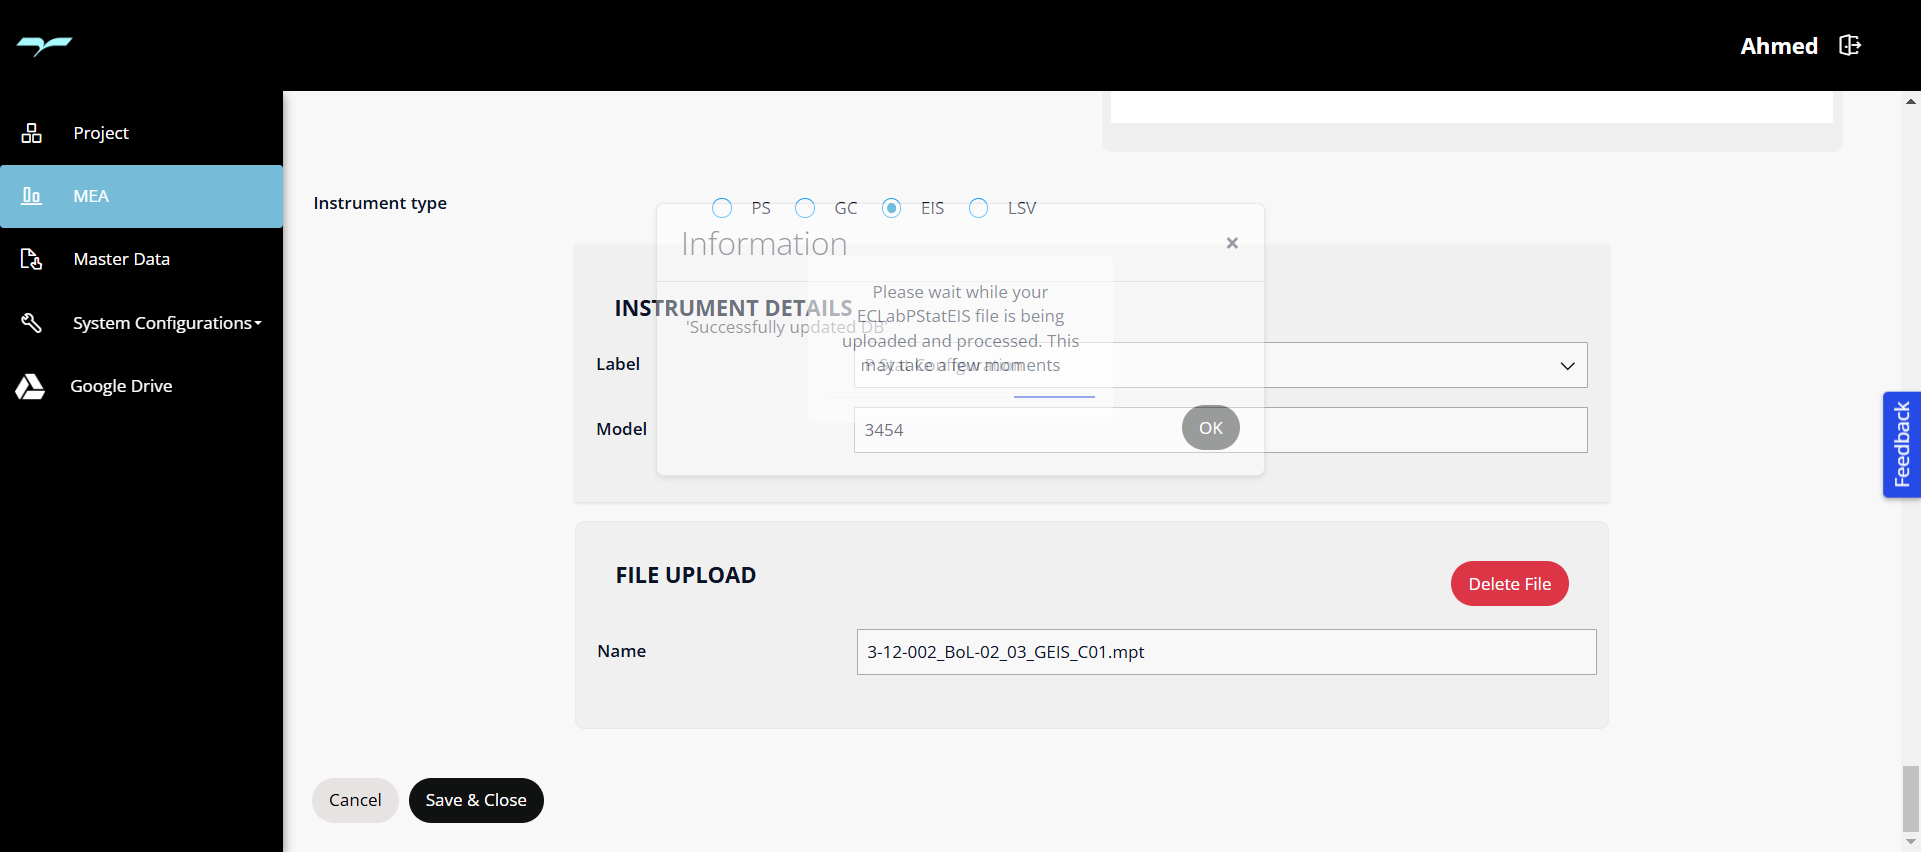 Ahmed
Project
MEA
Master Data
System Configurations
Google Drive
Instrument type
PS
GC
EIS
LSV
Information
×
INSTRUMENT DETAILS
'Successfully updated DB'
Please wait while your
ECLabPStatEIS file is being
uploaded and processed. This
may take a few moments
Label
P Stat Configuration
Model
3454
OK
FILE UPLOAD
Delete File
Name
3-12-002_BoL-02_03_GEIS_C01.mpt
Cancel
Save & Close
Feedback